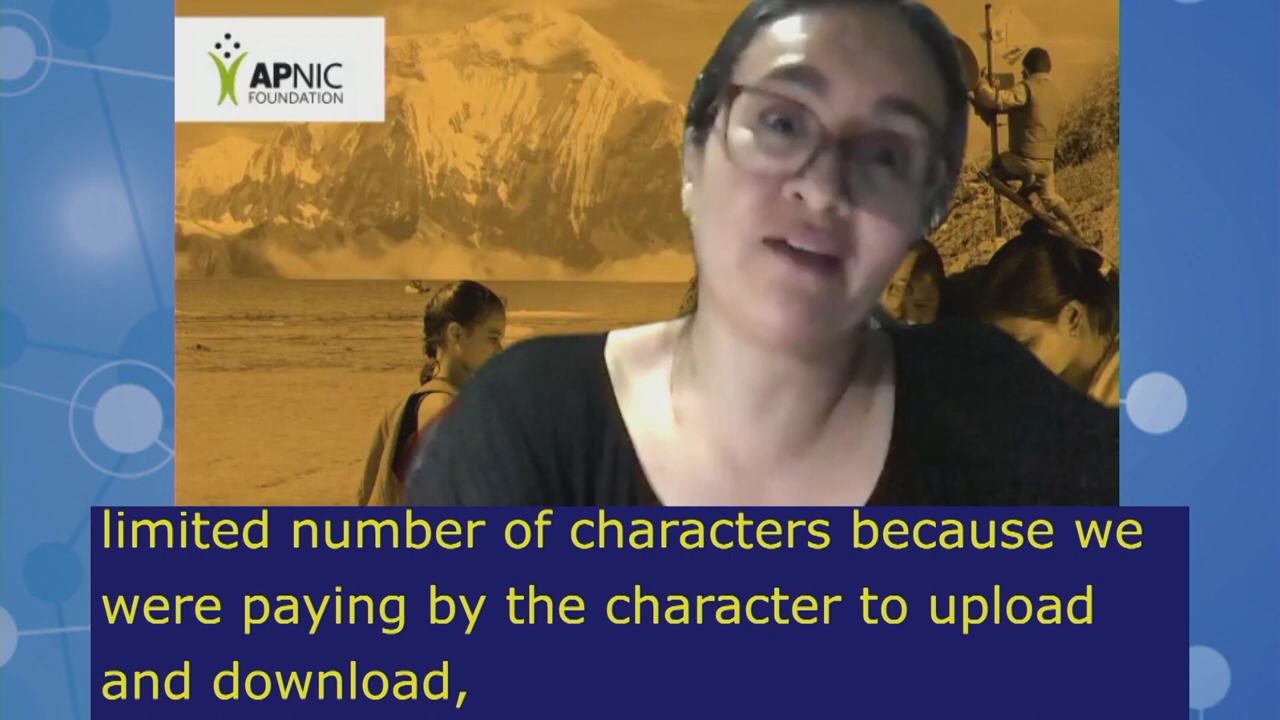 APNIC
FOUNDATION
limited number of characters because we
were paying by the character to upload
and download,